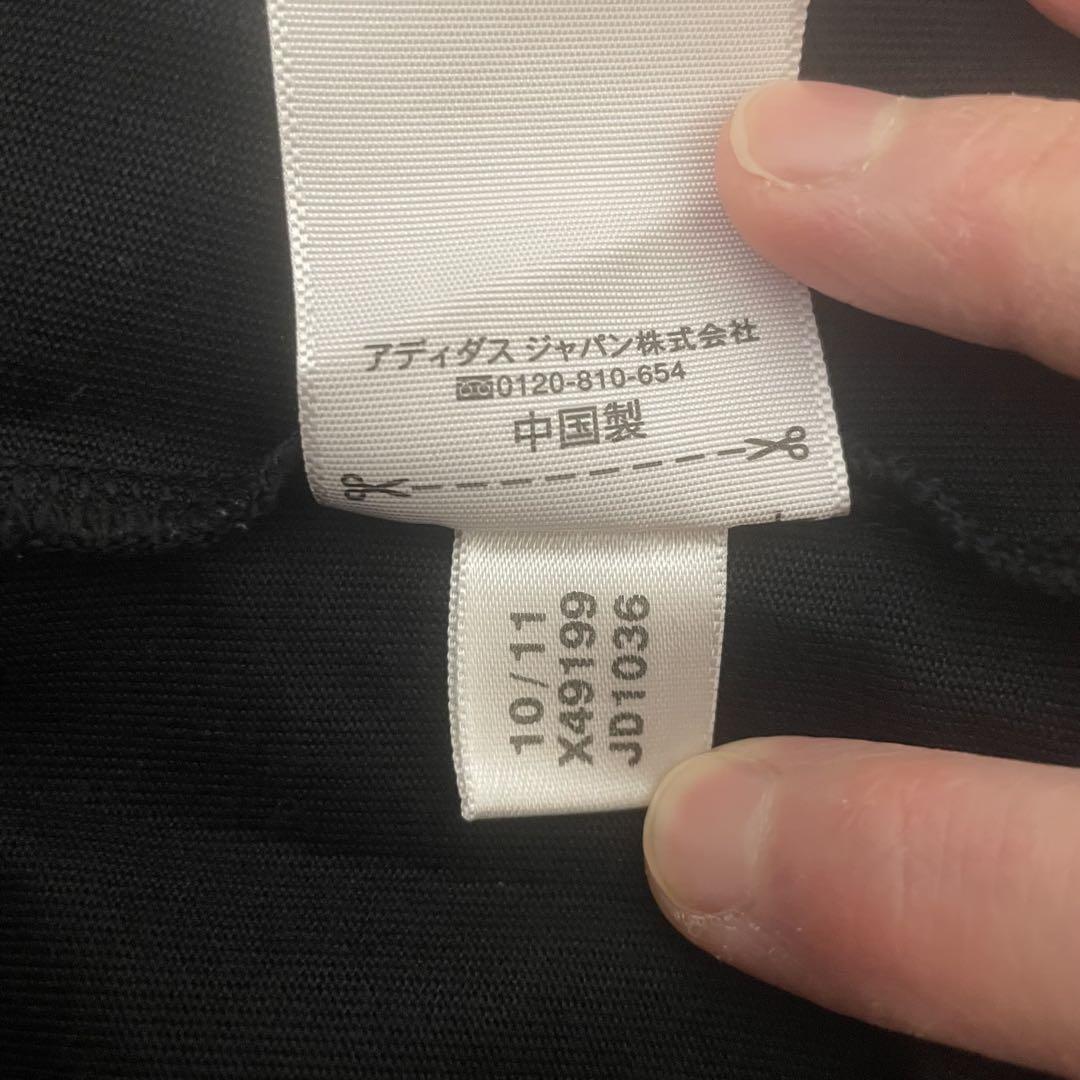 アディダス ジャパン株式会社
0120-810-654
中国製
10/11
X49199
JD1036